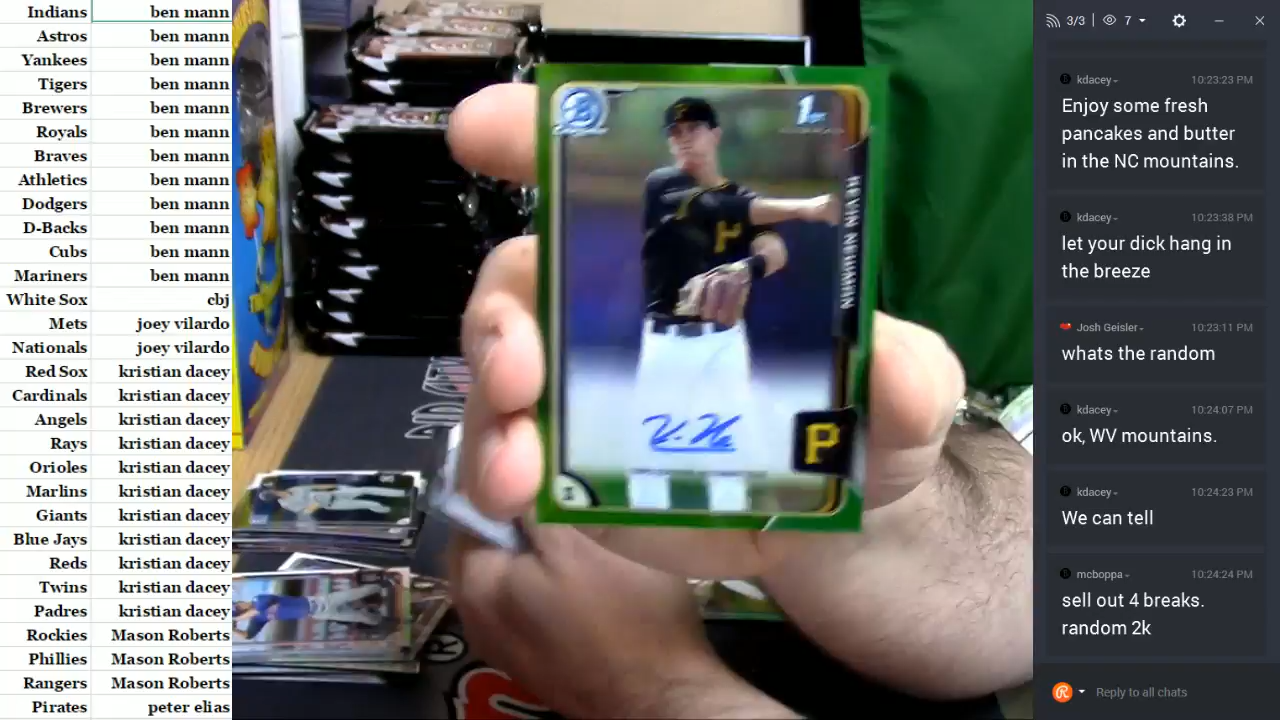 Indians ben mann
Astros ben mann
Yankees ben mann
Tigers ben mann
Brewers ben mann
Royals ben mann
Braves ben mann
Athletics ben mann
Dodgers ben mann
D-Backs ben mann
Cubs ben mann
Mariners ben mann
White Sox cbj
Mets joey vilardo
Nationals joey vilardo
Red Sox kristian dacey
Cardinals kristian dacey
Angels kristian dacey
Rays kristian dacey
Orioles kristian dacey
Marlins kristian dacey
Giants kristian dacey
Blue Jays kristian dacey
Reds kristian dacey
Twins kristian dacey
Padres kristian dacey
Rockies Mason Roberts
Phillies Mason Roberts
Rangers Mason Roberts
Pirates peter elias
B
1st
KEVIN NEWMAN
P
P
3/3 7
kdacey 10:23:23 PM
Enjoy some fresh
pancakes and butter
in the NC mountains.
kdacey 10:23:38 PM
let your dick hang in
the breeze
Josh Geisler 10:23:11 PM
whats the random
kdacey 10:24:07 PM
ok, WV mountains.
kdacey 10:24:23 PM
We can tell
mcboppa 10:24:24 PM
sell out 4 breaks.
random 2k
Reply to all chats